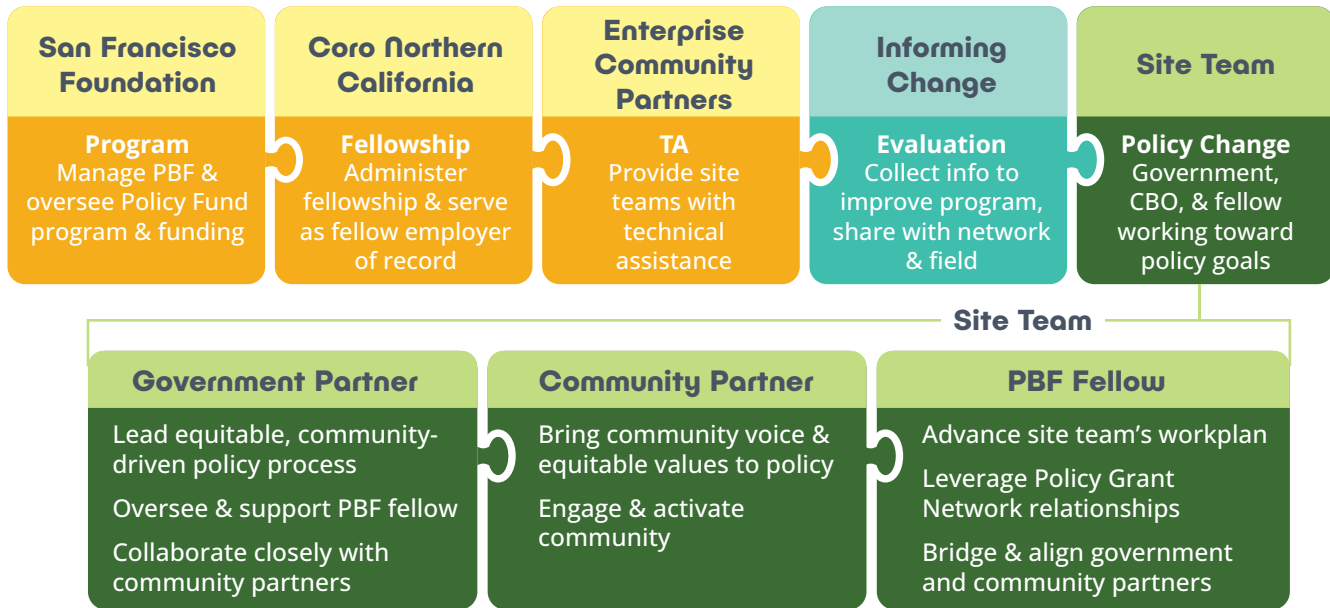 San Francisco
Foundation
Program
Manage PBF &
oversee Policy Fund
program & funding
Coro Northern
California
Fellowship
Administer
fellowship & serve
as fellow employer
of record
Enterprise
Community
Partners
TA
Provide site
teams with
technical
assistance
Informing
Change
Evaluation
Collect info to
improve program,
share with network
& field
Site Team
Policy Change
Government,
CBO, & fellow
working toward
policy goals
Site Team
Government Partner
Lead equitable, community-
driven policy process
Oversee & support PBF fellow
Collaborate closely with
community partners
Community Partner
Bring community voice &
equitable values to policy
Engage & activate
community
PBF Fellow
Advance site team’s workplan
Leverage Policy Grant
Network relationships
Bridge & align government
and community partners